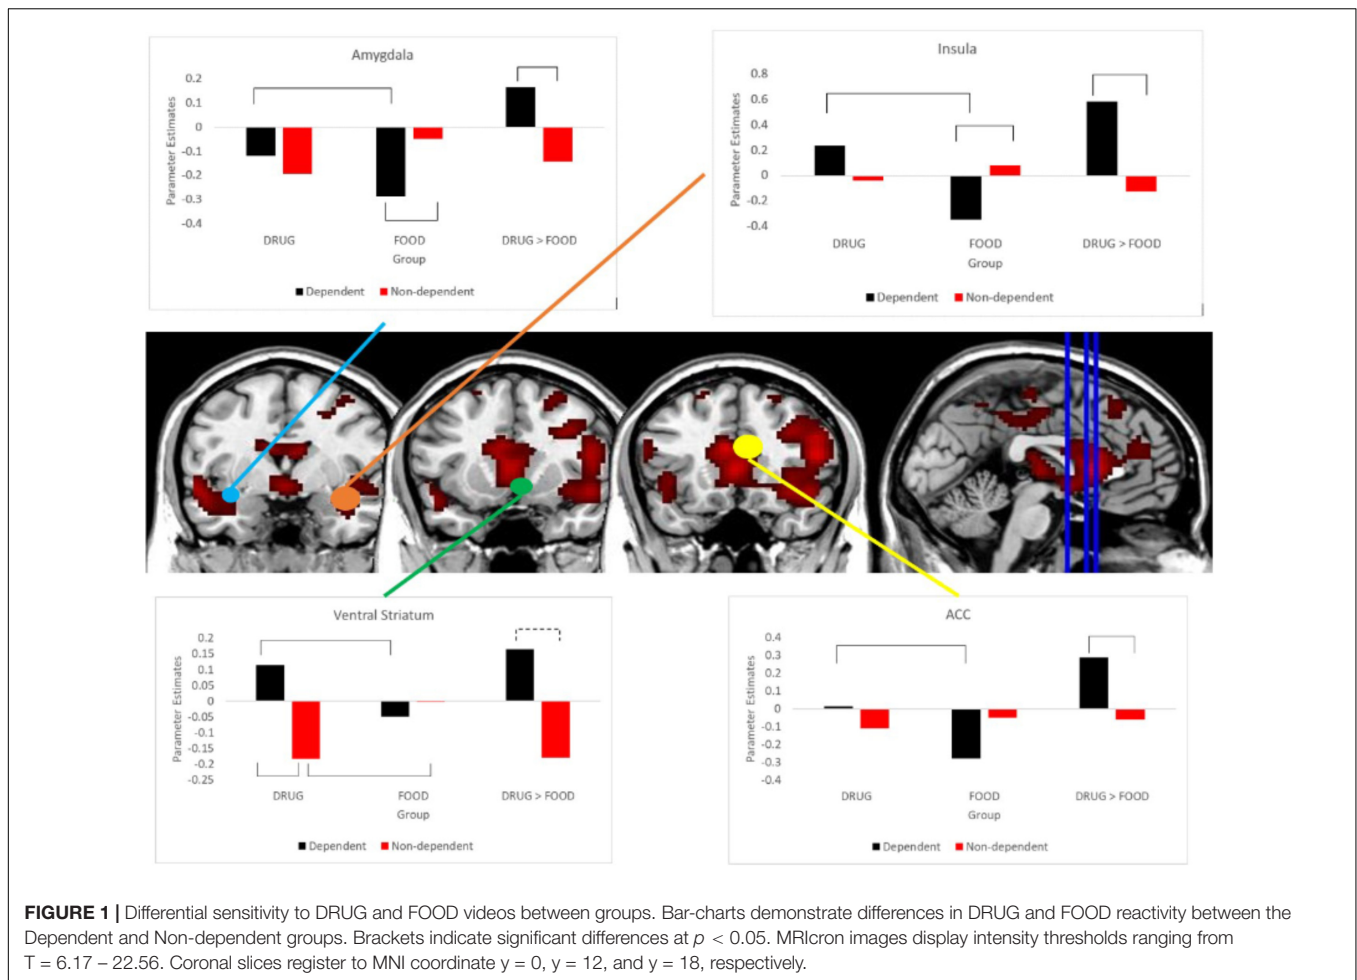 Amygdala
0.2
0.1
0
-0.1
-0.2
-0.3
-0.4
Parameter Estimates
DRUG FOOD DRUG > FOOD
Group
Dependent Non-dependent
Insula
0.8
0.6
0.4
0.2
0
-0.2
-0.4
Parameter Estimates
DRUG FOOD DRUG > FOOD
Group
Dependent Non-dependent
Ventral Striatum
0.2
0.15
0.1
0.05
0
-0.05
-0.1
-0.15
-0.2
-0.25
Parameter Estimates
DRUG FOOD DRUG > FOOD
Group
Dependent Non-dependent
ACC
0.4
0.3
0.2
0.1
0
-0.1
-0.2
-0.3
-0.4
Parameter Estimates
DRUG FOOD DRUG > FOOD
Group
Dependent Non-dependent
FIGURE 1 | Differential sensitivity to DRUG and FOOD videos between groups. Bar-charts demonstrate differences in DRUG and FOOD reactivity between the
Dependent and Non-dependent groups. Brackets indicate significant differences at p < 0.05. MRIcron images display intensity thresholds ranging from
T = 6.17 – 22.56. Coronal slices register to MNI coordinate y = 0, y = 12, and y = 18, respectively.